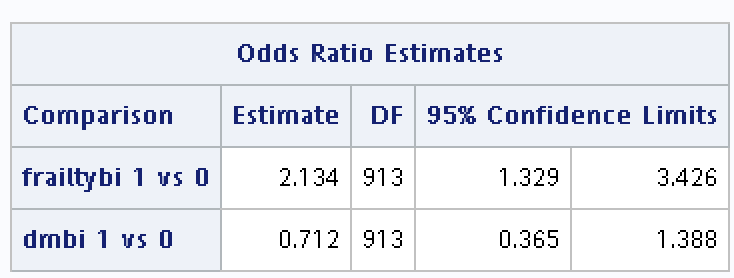 Odds Ratio Estimates
Comparison Estimate DF 95% Confidence Limits
frailtybi 1 vs 0 2.134 913 1.329 3.426
dmbi 1 vs 0 0.712 913 0.365 1.388